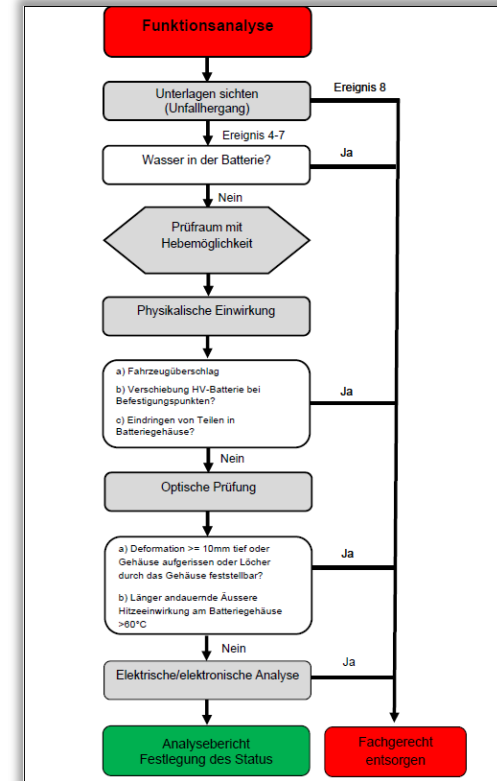 Funktionsanalyse
Unterlagen sichten
(Unfallhergang)
Ereignis 8
Ereignis 4-7
Wasser in der Batterie?
Ja
Nein
Prüfraum mit
Hebemöglichkeit
Physikalische Einwirkung
a) Fahrzeugüberschlag
b) Verschiebung HV-Batterie bei
Befestigungspunkten?
c) Eindringen von Teilen in
Batteriegehäuse?
Ja
Nein
Optische Prüfung
a) Deformation >= 10mm tief oder
Gehäuse aufgerissen oder Löcher
durch das Gehäuse feststellbar?
b) Länger andauernde Äussere
Hitzeeinwirkung am Batteriegehäuse
>60°C
Ja
Nein
Elektrische/elektronische Analyse
Ja
Analysebericht
Festlegung des Status
Fachgerecht
entsorgen